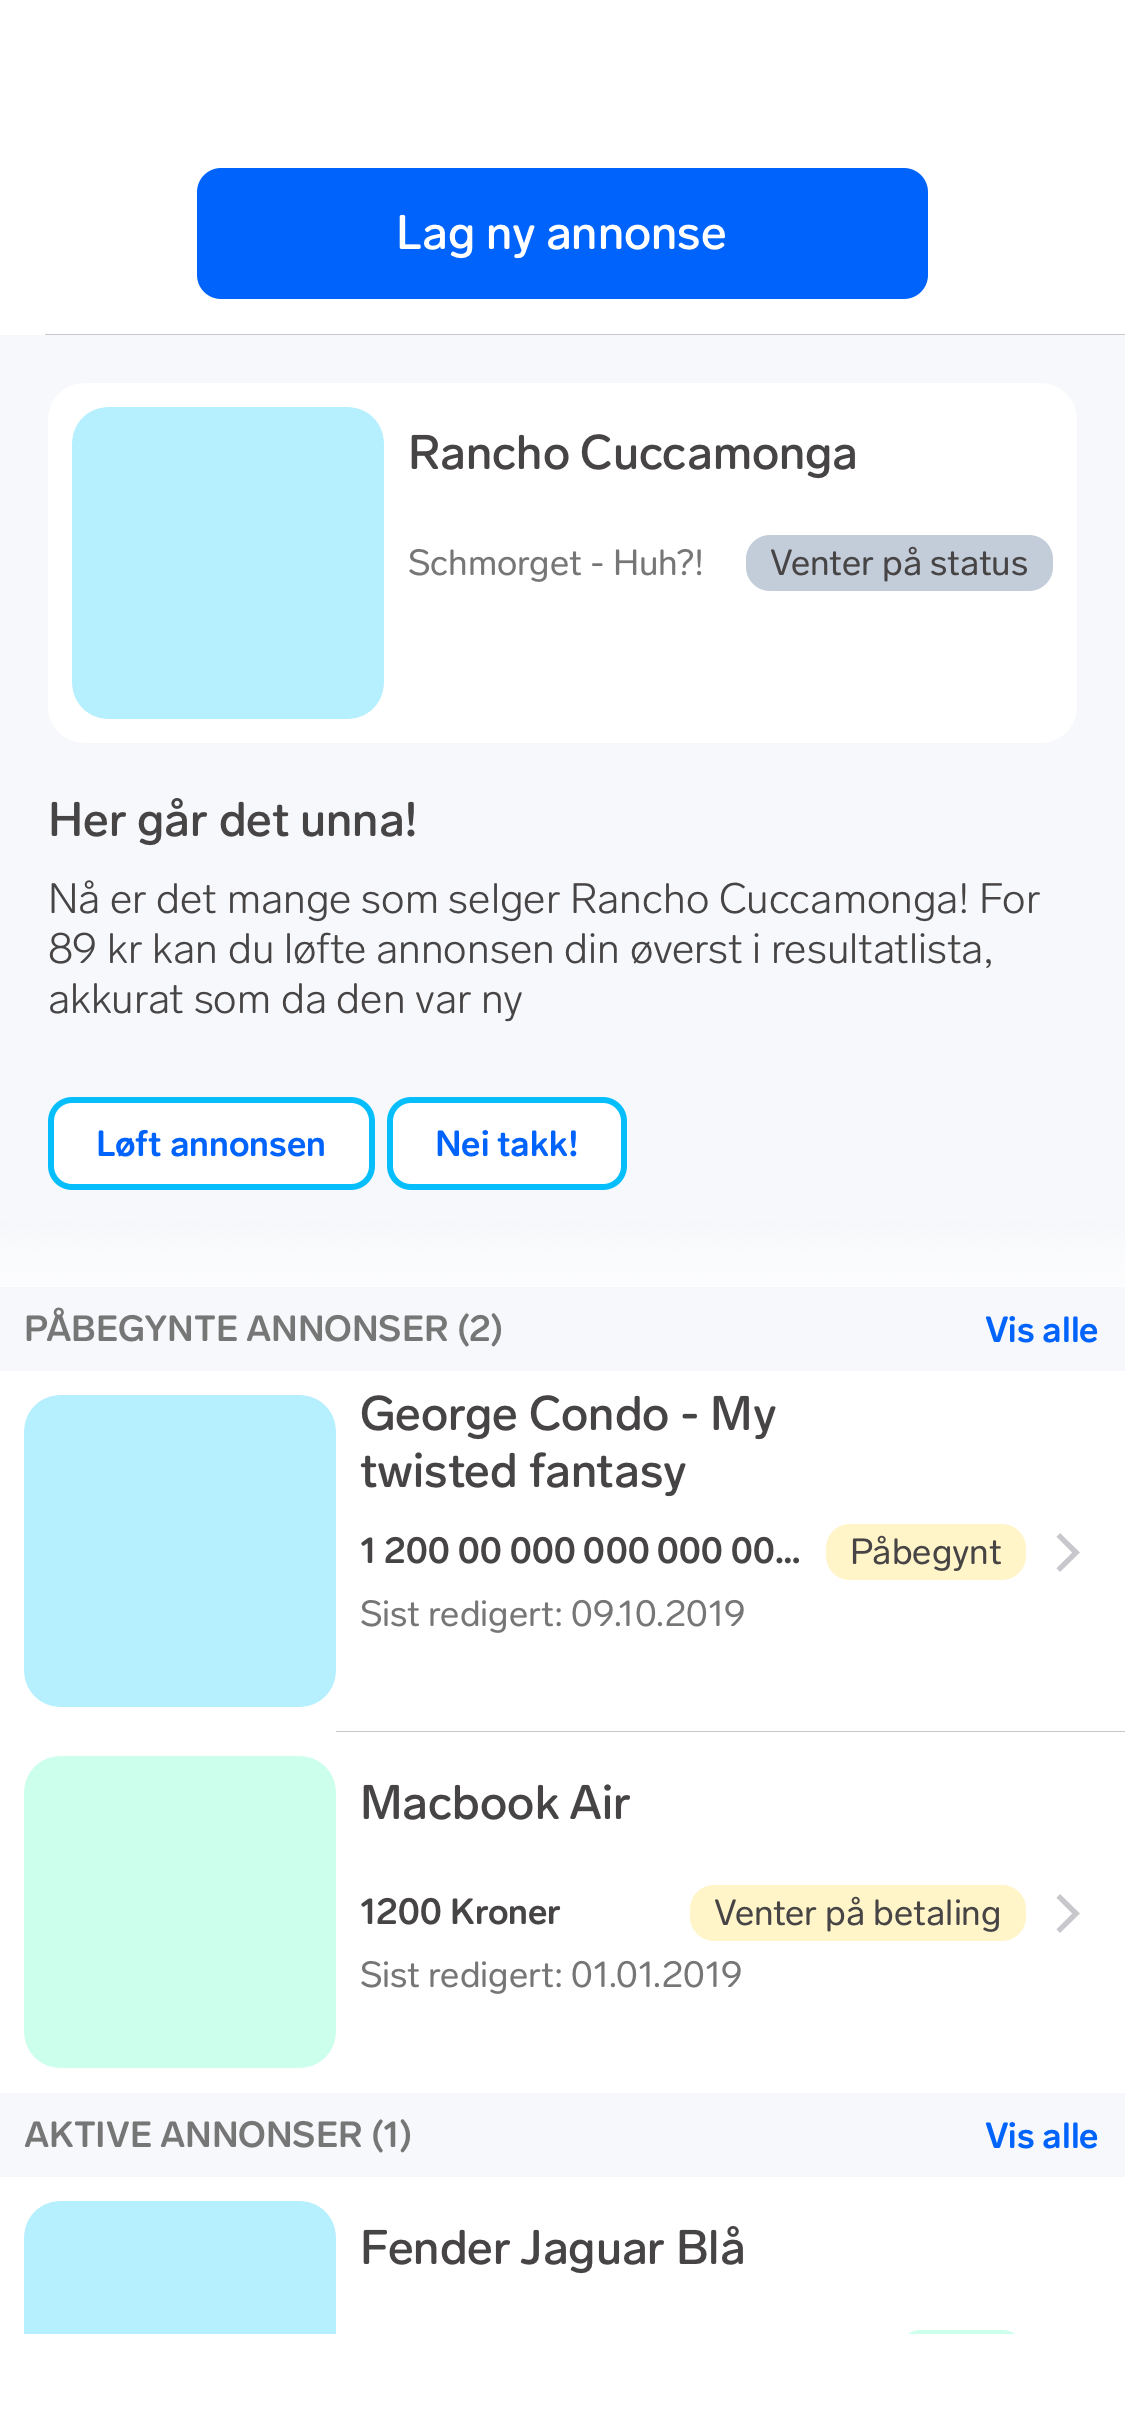 Lag ny annonse
Rancho Cuccamonga
Schmorget - Huh?!
Venter på status
Her går det unna!
Nå er det mange som selger Rancho Cuccamonga! For
89 kr kan du løfte annonsen din øverst i resultatlista,
akkurat som da den var ny
Løft annonsen
Nei takk!
PÅBEGYNTE ANNONSER (2)
Vis alle
George Condo - My
twisted fantasy
1 200 00 000 000 000 00...
Påbegynt
Sist redigert: 09.10.2019
Macbook Air
1200 Kroner
Venter på betaling
Sist redigert: 01.01.2019
AKTIVE ANNONSER (1)
Vis alle
Fender Jaguar Blå